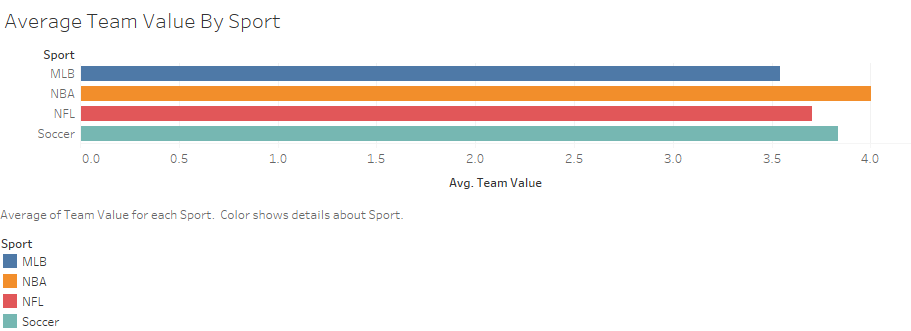 Average Team Value By Sport
Sport
MLB
NBA
NFL
Soccer
0.0 0.5 1.0 1.5 2.0 2.5 3.0 3.5 4.0
Avg. Team Value
Average of Team Value for each Sport. Color shows details about Sport.
Sport
MLB
NBA
NFL
Soccer